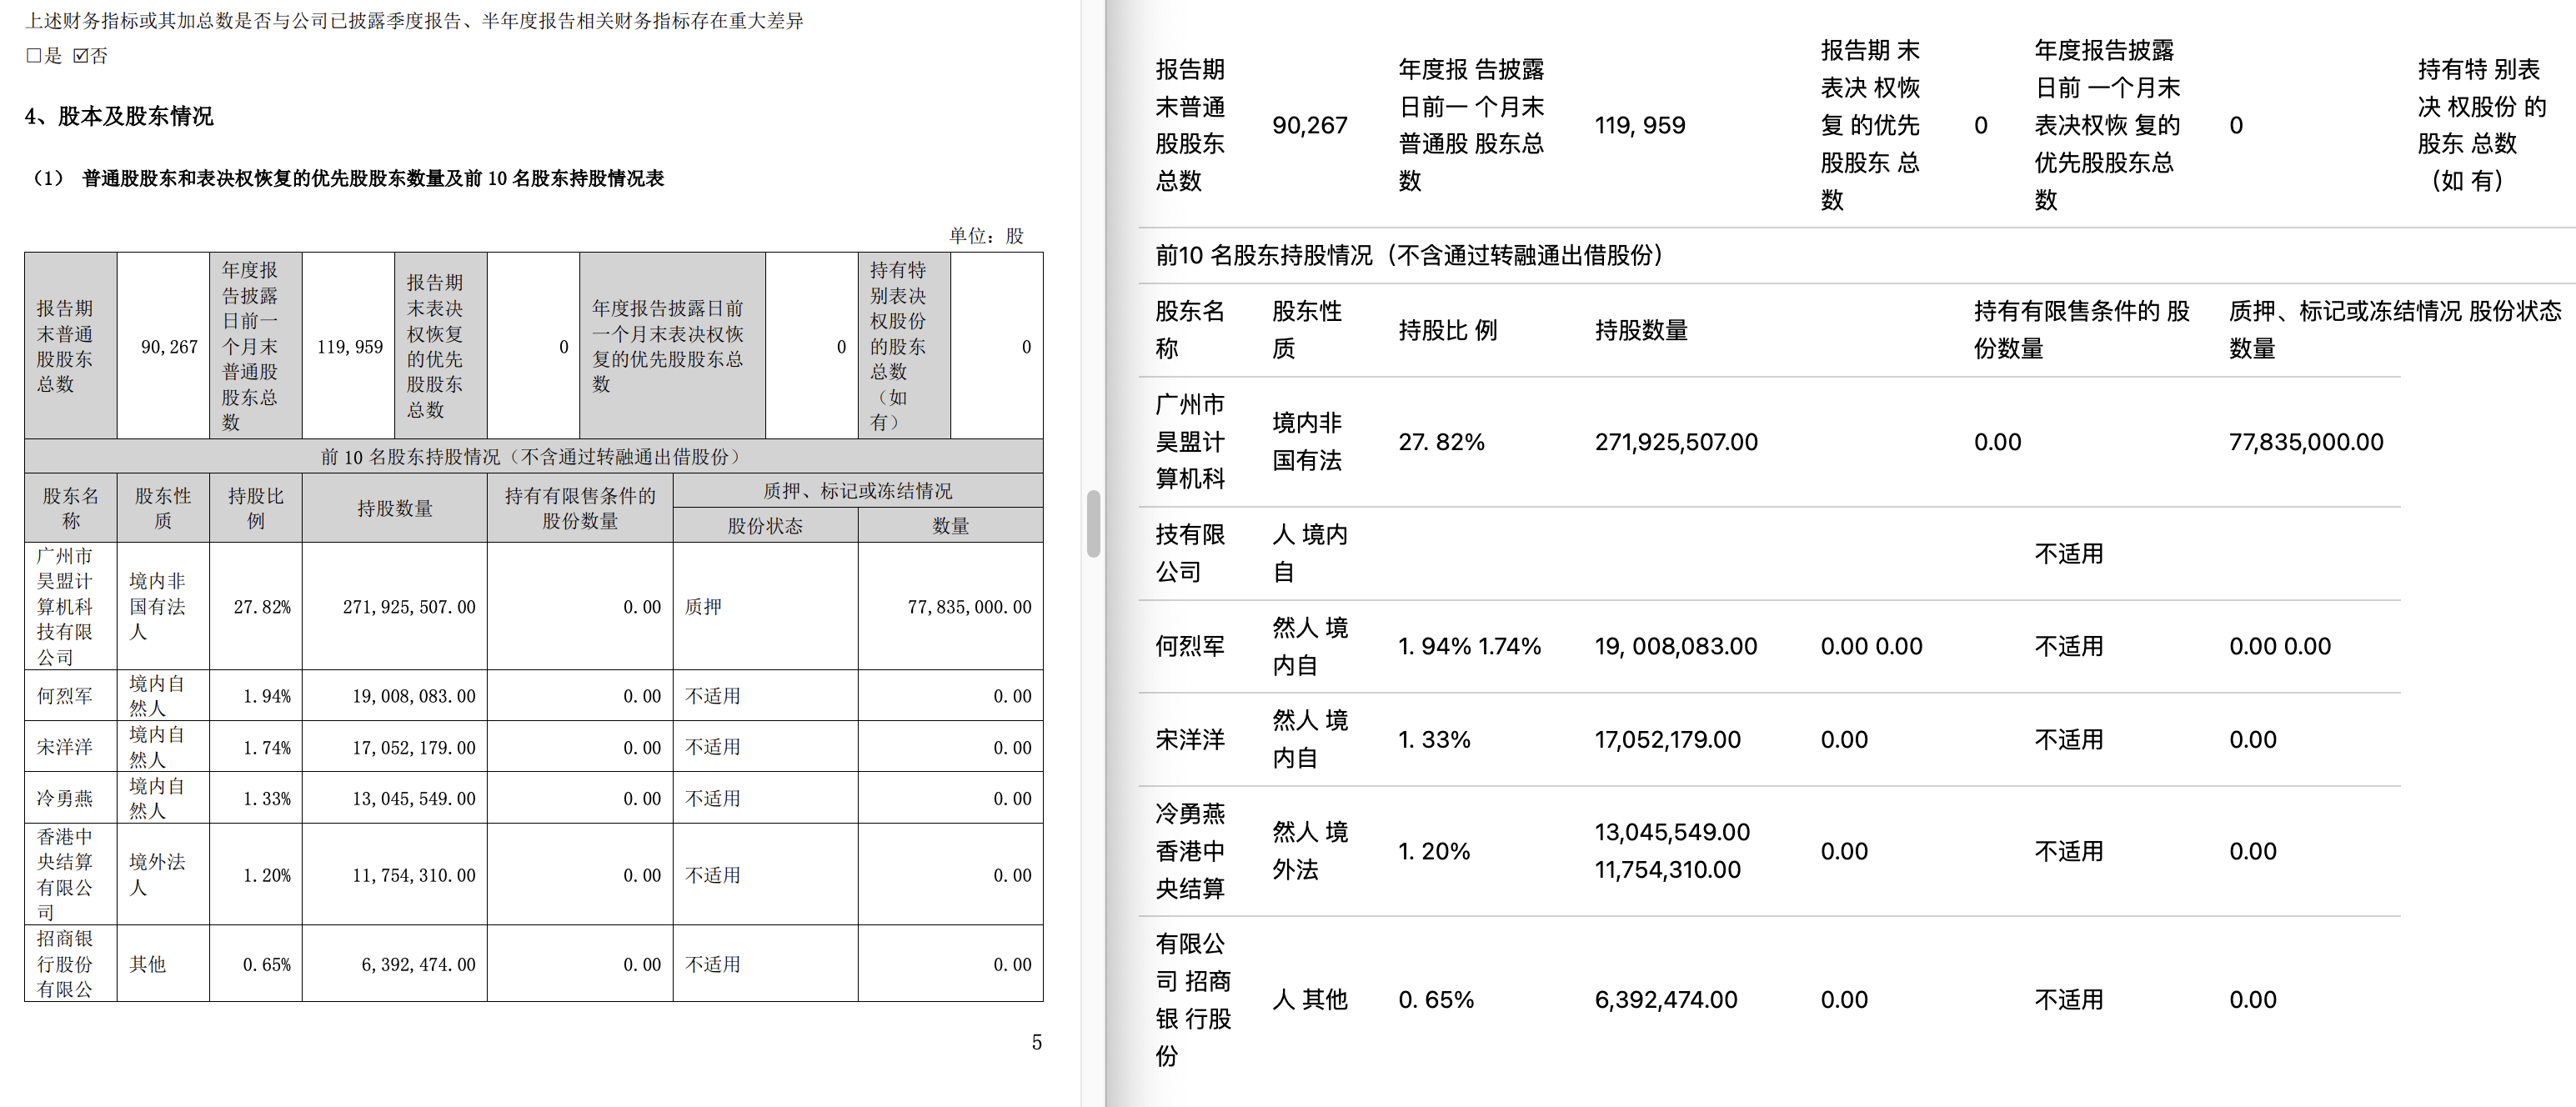 上述财务指标或其加总数是否与公司已披露季度报告、半年度报告相关财务指标存在重大差异
□是 ☑否
4、股本及股东情况
（1） 普通股股东和表决权恢复的优先股股东数量及前 10 名股东持股情况表
单位：股
报告期
末普通
股股东
总数
90,267
年度报
告披露
日前一
个月末
普通股
股东总
数
119,959
报告期
末表决
权恢复
的优先
股股东
总数
0
年度报告披露日前
一个月末表决权恢
复的优先股股东总
数
0
持有特
别表决
权股份
的股东
总数
（如
有）
0
前 10 名股东持股情况（不含通过转融通出借股份）
股东名
称
股东性
质
持股比
例
持股数量
持有有限售条件的
股份数量
质押、标记或冻结情况
股份状态
数量
广州市
昊盟计
算机科
技有限
公司
境内非
国有法
人
27.82%
271,925,507.00
0.00
质押
77,835,000.00
何烈军
境内自
然人
1.94%
19,008,083.00
0.00
不适用
0.00
宋洋洋
境内自
然人
1.74%
17,052,179.00
0.00
不适用
0.00
冷勇燕
境内自
然人
1.33%
13,045,549.00
0.00
不适用
0.00
香港中
央结算
有限公
司
境外法
人
1.20%
11,754,310.00
0.00
不适用
0.00
招商银
行股份
有限公
其他
0.65%
6,392,474.00
0.00
不适用
0.00
5
报告期
末普通
股股东
总数
90,267
年度报 告披露
日前一 个月末
普通股 股东总
数
119, 959
报告期 末
表决 权恢
复 的优先
股股东 总
数
0
年度报告披露
日前 一个月末
表决权恢 复的
优先股股东总
数
0
持有特 别表
决 权股份 的
股东 总数
（如 有）
前10 名股东持股情况（不含通过转融通出借股份）
股东名
称
股东性
质
持股比 例
持股数量
持有有限售条件的 股
份数量
质押、标记或冻结情况 股份状态
数量
广州市
昊盟计
算机科
境内非
国有法
27. 82%
271,925,507.00
0.00
77,835,000.00
技有限
公司
人 境内
自
不适用
何烈军
然人 境
内自
1. 94% 1.74%
19, 008,083.00
0.00 0.00
不适用
0.00 0.00
宋洋洋
然人 境
内自
1. 33%
17,052,179.00
0.00
不适用
0.00
冷勇燕
香港中
央结算
然人 境
外法
1. 20%
13,045,549.00
11,754,310.00
0.00
不适用
0.00
有限公
司 招商
银 行股
份
人 其他
0. 65%
6,392,474.00
0.00
不适用
0.00